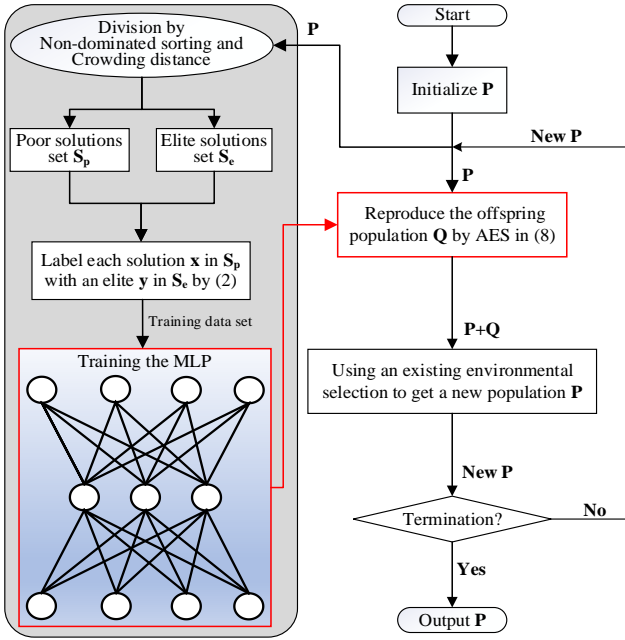 Division by
Non-dominated sorting and
Crowding distance
Poor solutions
set Sp
Elite solutions
set Se
Label each solution x in Sp
with an elite y in Se by (2)
Training data set
Training the MLP
P
Start
Initialize P
New P
P
Reproduce the offspring
population Q by AES in (8)
P+Q
Using an existing environmental
selection to get a new population P
New P
Termination?
No
Yes
Output P